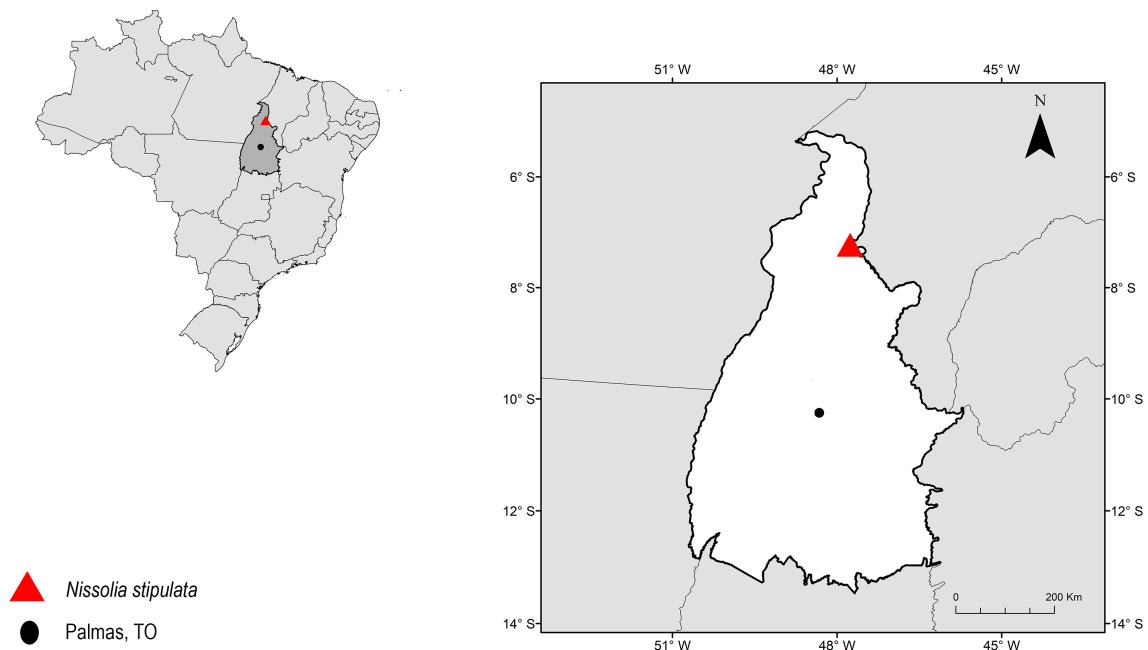 51° W 48° W 45° W
N
6° S 6° S
8° S 8° S
10° S 10° S
12° S 12° S
0 200 Km
14° S 14° S
51° W 48° W 45° W
Nissolia stipulata
Palmas, TO